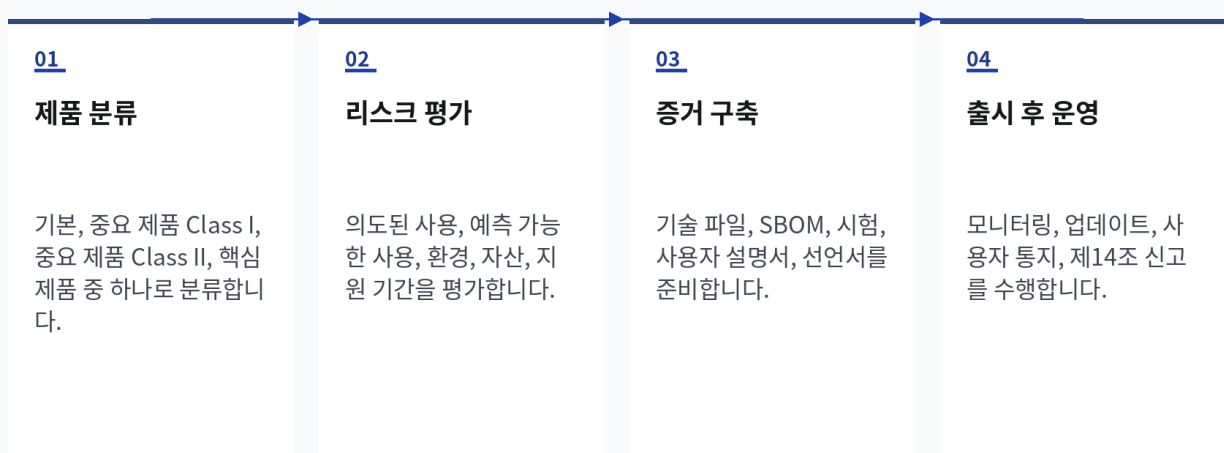 01
제품 분류
기본, 중요 제품 Class I,
중요 제품 Class II, 핵심
제품 중 하나로 분류합니
다.
02
리스크 평가
의도된 사용, 예측 가능
한 사용, 환경, 자산, 지
원 기간을 평가합니다.
03
증거 구축
기술 파일, SBOM, 시험,
사용자 설명서, 선언서를
준비합니다.
04
출시 후 운영
모니터링, 업데이트, 사
용자 통지, 제14조 신고
를 수행합니다.